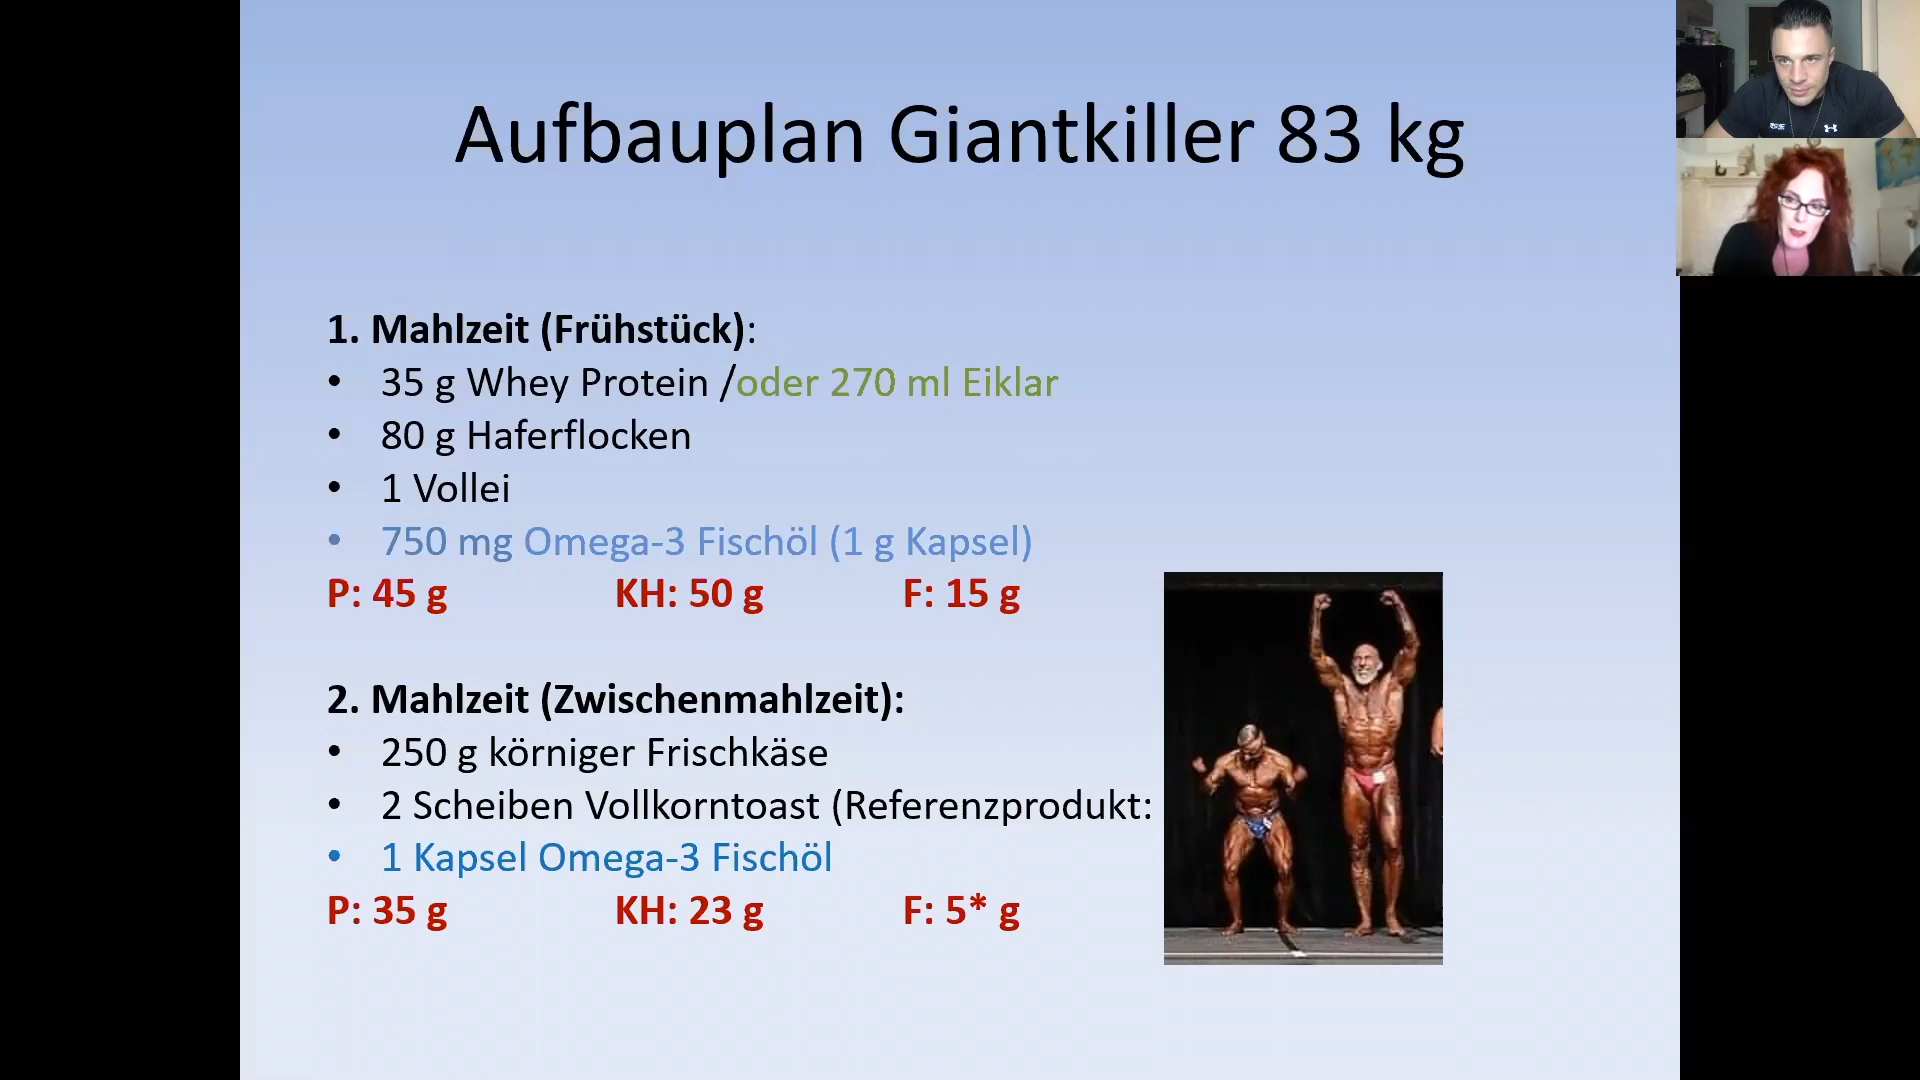 Aufbauplan Giantkiller 83 kg
1. Mahlzeit (Frühstück):
• 35 g Whey Protein /oder 270 ml Eiklar
• 80 g Haferflocken
• 1 Vollei
• 750 mg Omega-3 Fischöl (1 g Kapsel)
P: 45 g KH: 50 g F: 15 g
2. Mahlzeit (Zwischenmahlzeit):
• 250 g körniger Frischkäse
• 2 Scheiben Vollkorntoast (Referenzprodukt:
• 1 Kapsel Omega-3 Fischöl
P: 35 g KH: 23 g F: 5* g